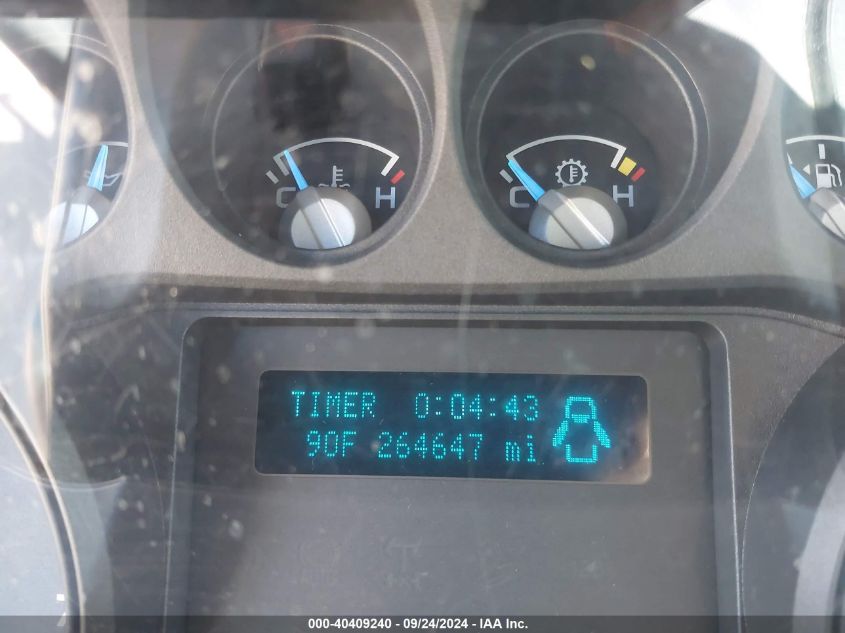 C H
C H
TIMER 0:04:43
90F 264647 mi
000-40409240 - 09/24/2024 - IAA Inc.